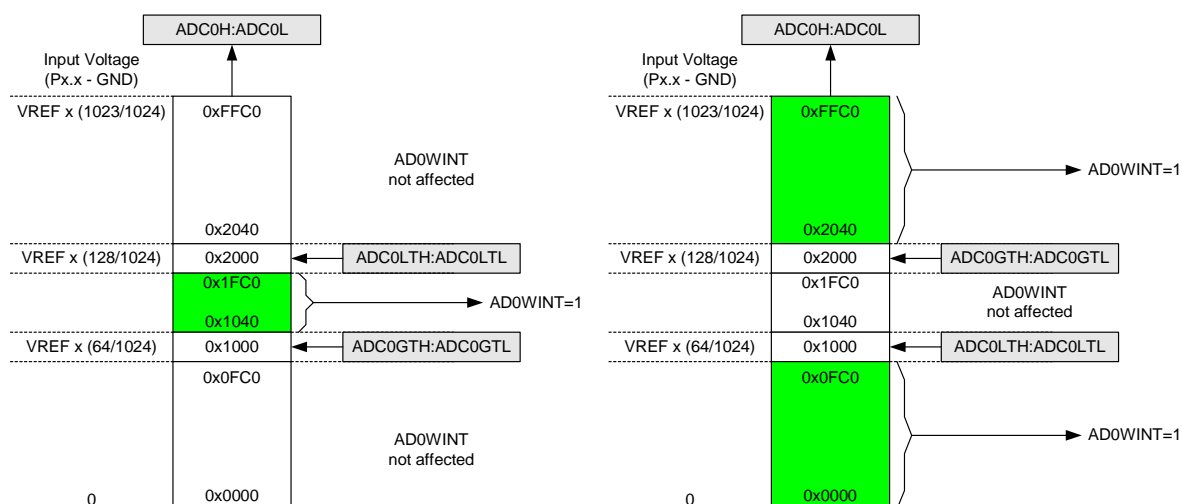 ADC0H:ADC0L
Input Voltage
(Px.x - GND)
VREF x (1023/1024)
0xFFC0
AD0WINT
not affected
0x2040
VREF x (128/1024)
0x2000
ADC0LTH:ADC0LTL
0x1FC0
AD0WINT=1
0x1040
VREF x (64/1024)
0x1000
ADC0GTH:ADC0GTL
0x0FC0
AD0WINT
not affected
0
0x0000
ADC0H:ADC0L
Input Voltage
(Px.x - GND)
VREF x (1023/1024)
0xFFC0
AD0WINT=1
0x2040
VREF x (128/1024)
0x2000
ADC0GTH:ADC0GTL
0x1FC0
AD0WINT
not affected
0x1040
VREF x (64/1024)
0x1000
ADC0LTH:ADC0LTL
0x0FC0
AD0WINT=1
0
0x0000